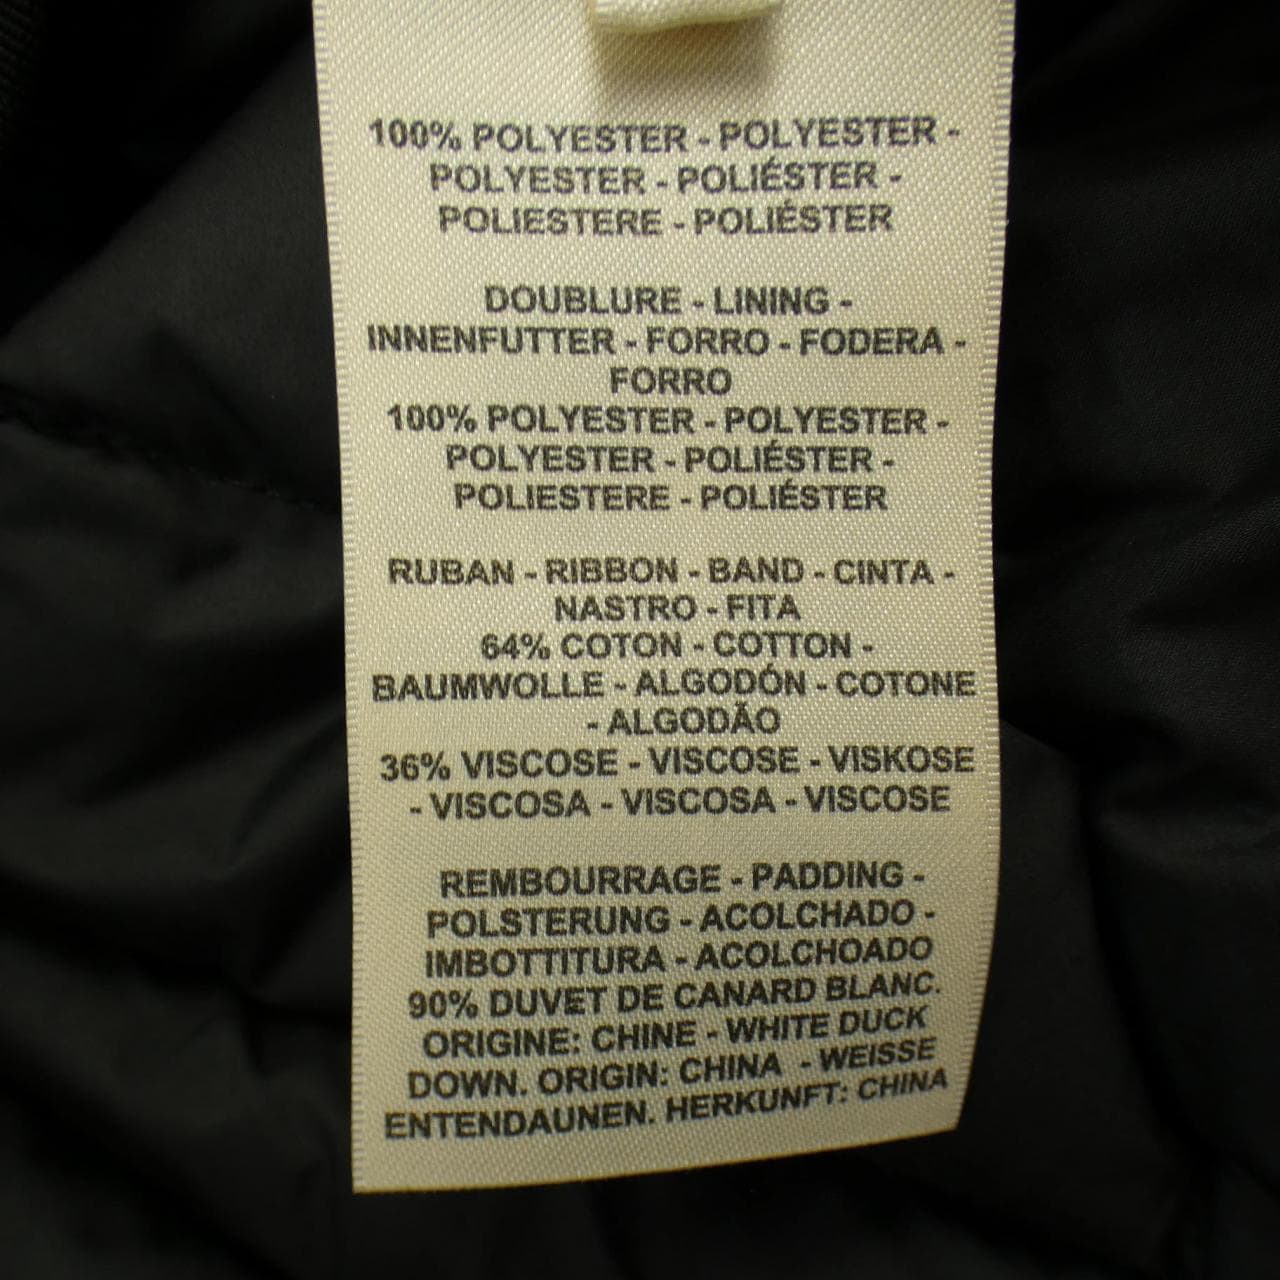 100% POLYESTER - POLYESTER -
POLYESTER - POLIÉSTER -
POLIESTERE - POLIÉSTER
DOUBLURE - LINING -
INNENFUTTER - FORRO - FODERA -
FORRO
100% POLYESTER - POLYESTER -
POLYESTER - POLIÉSTER -
POLIESTERE - POLIÉSTER
RUBAN - RIBBON - BAND - CINTA -
NASTRO - FITA
64% COTON - COTTON -
BAUMWOLLE - ALGODÓN - COTONE
- ALGODÃO
36% VISCOSE - VISCOSE - VISKOSE
- VISCOSA - VISCOSA - VISCOSE
REMBOURRAGE - PADDING -
POLSTERUNG - ACOLCHADO -
IMBOTTITURA - ACOLCHOADO
90% DUVET DE CANARD BLANC.
ORIGINE: CHINE - WHITE DUCK
DOWN. ORIGIN: CHINA - WEISSE
ENTENDAUNEN. HERKUNFT: CHINA